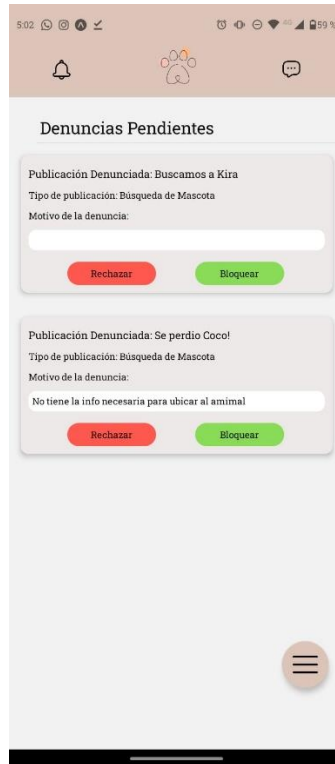 5:02 4G 59 %
Denuncias Pendientes
Publicación Denunciada: Buscamos a Kira
Tipo de publicación: Búsqueda de Mascota
Motivo de la denuncia:
Rechazar Bloquear
Publicación Denunciada: Se perdio Coco!
Tipo de publicación: Búsqueda de Mascota
Motivo de la denuncia:
No tiene la info necesaria para ubicar al amimal
Rechazar Bloquear